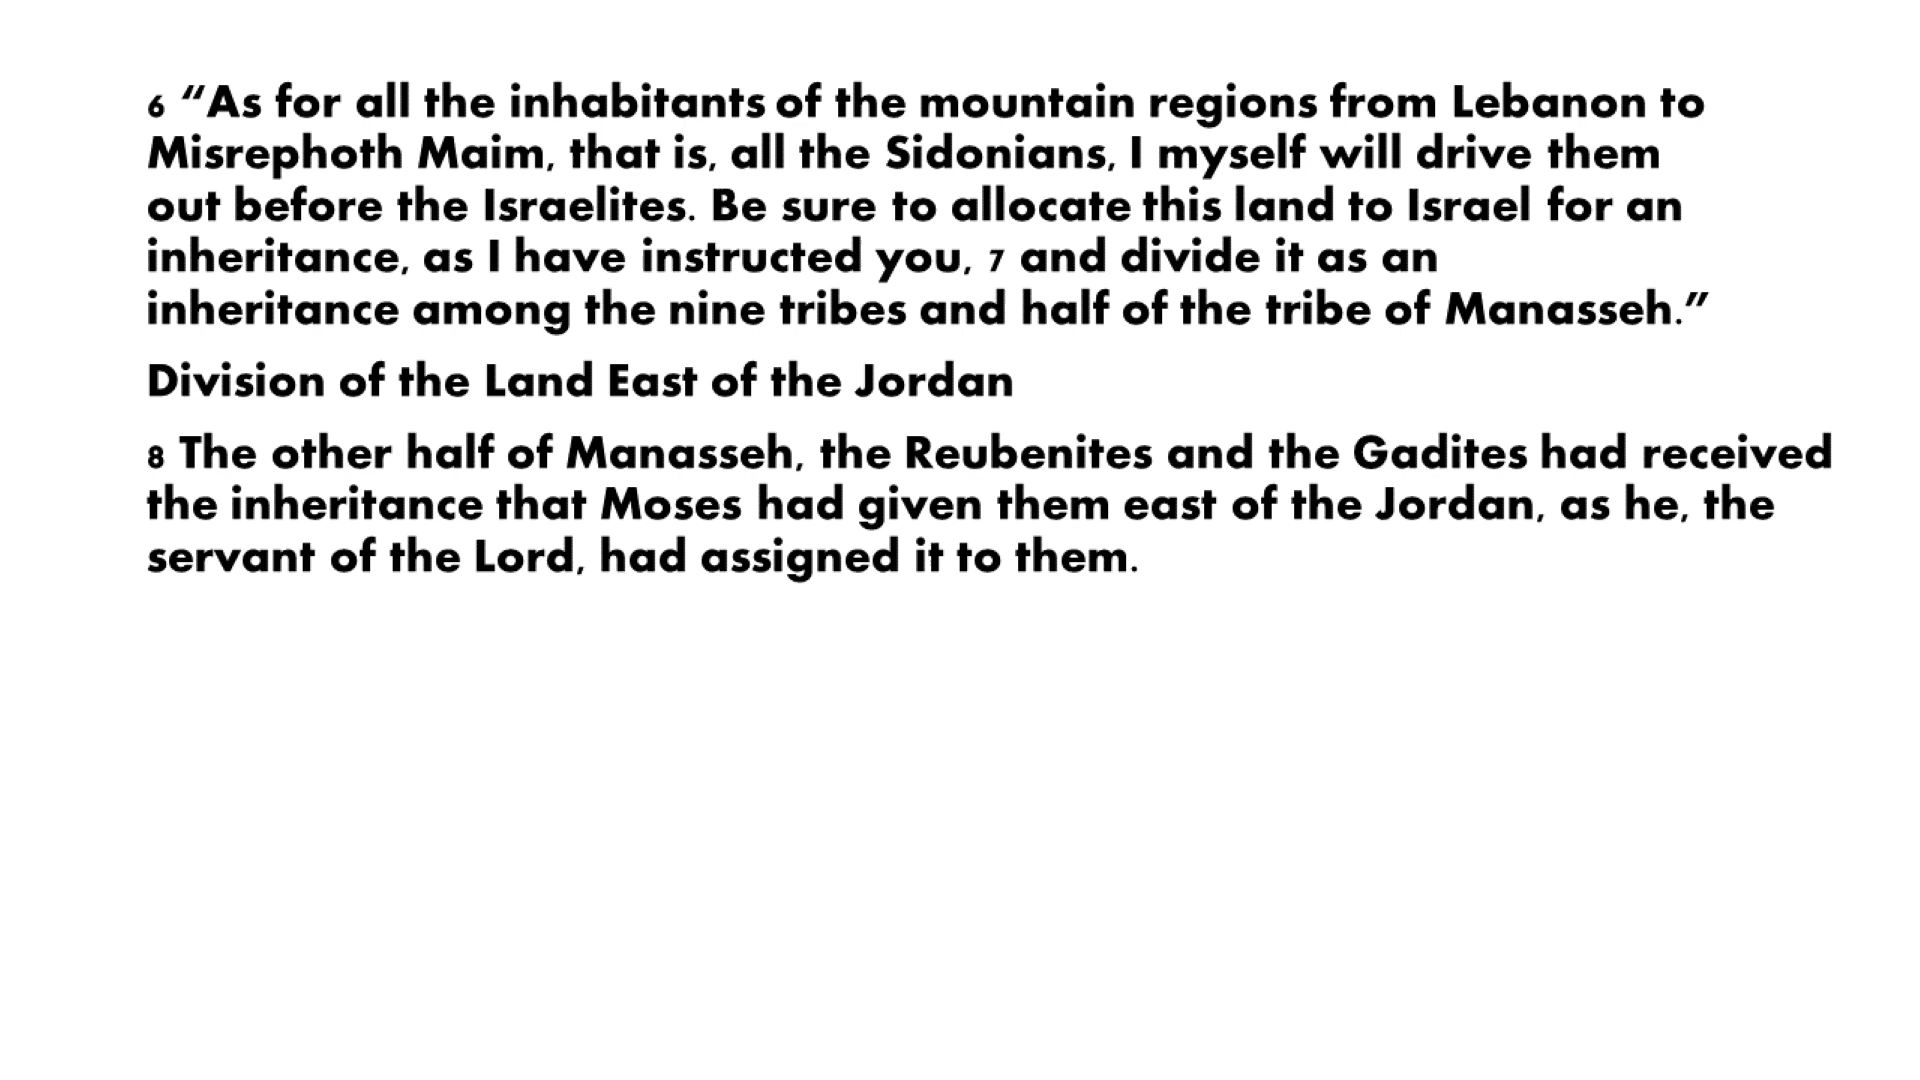 6 “As for all the inhabitants of the mountain regions from Lebanon to
Misrephoth Maim, that is, all the Sidonians, I myself will drive them
out before the Israelites. Be sure to allocate this land to Israel for an
inheritance, as I have instructed you, 7 and divide it as an
inheritance among the nine tribes and half of the tribe of Manasseh.”
Division of the Land East of the Jordan
8 The other half of Manasseh, the Reubenites and the Gadites had received
the inheritance that Moses had given them east of the Jordan, as he, the
servant of the Lord, had assigned it to them.